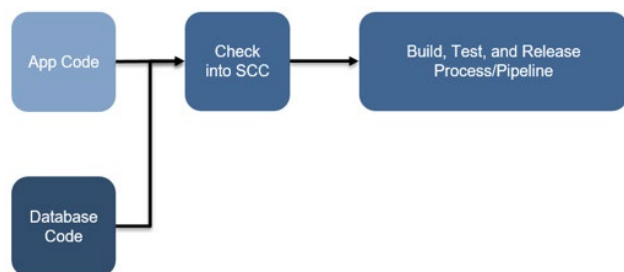 App Code
Check
into SCC
Build, Test, and Release
Process/Pipeline
Database
Code